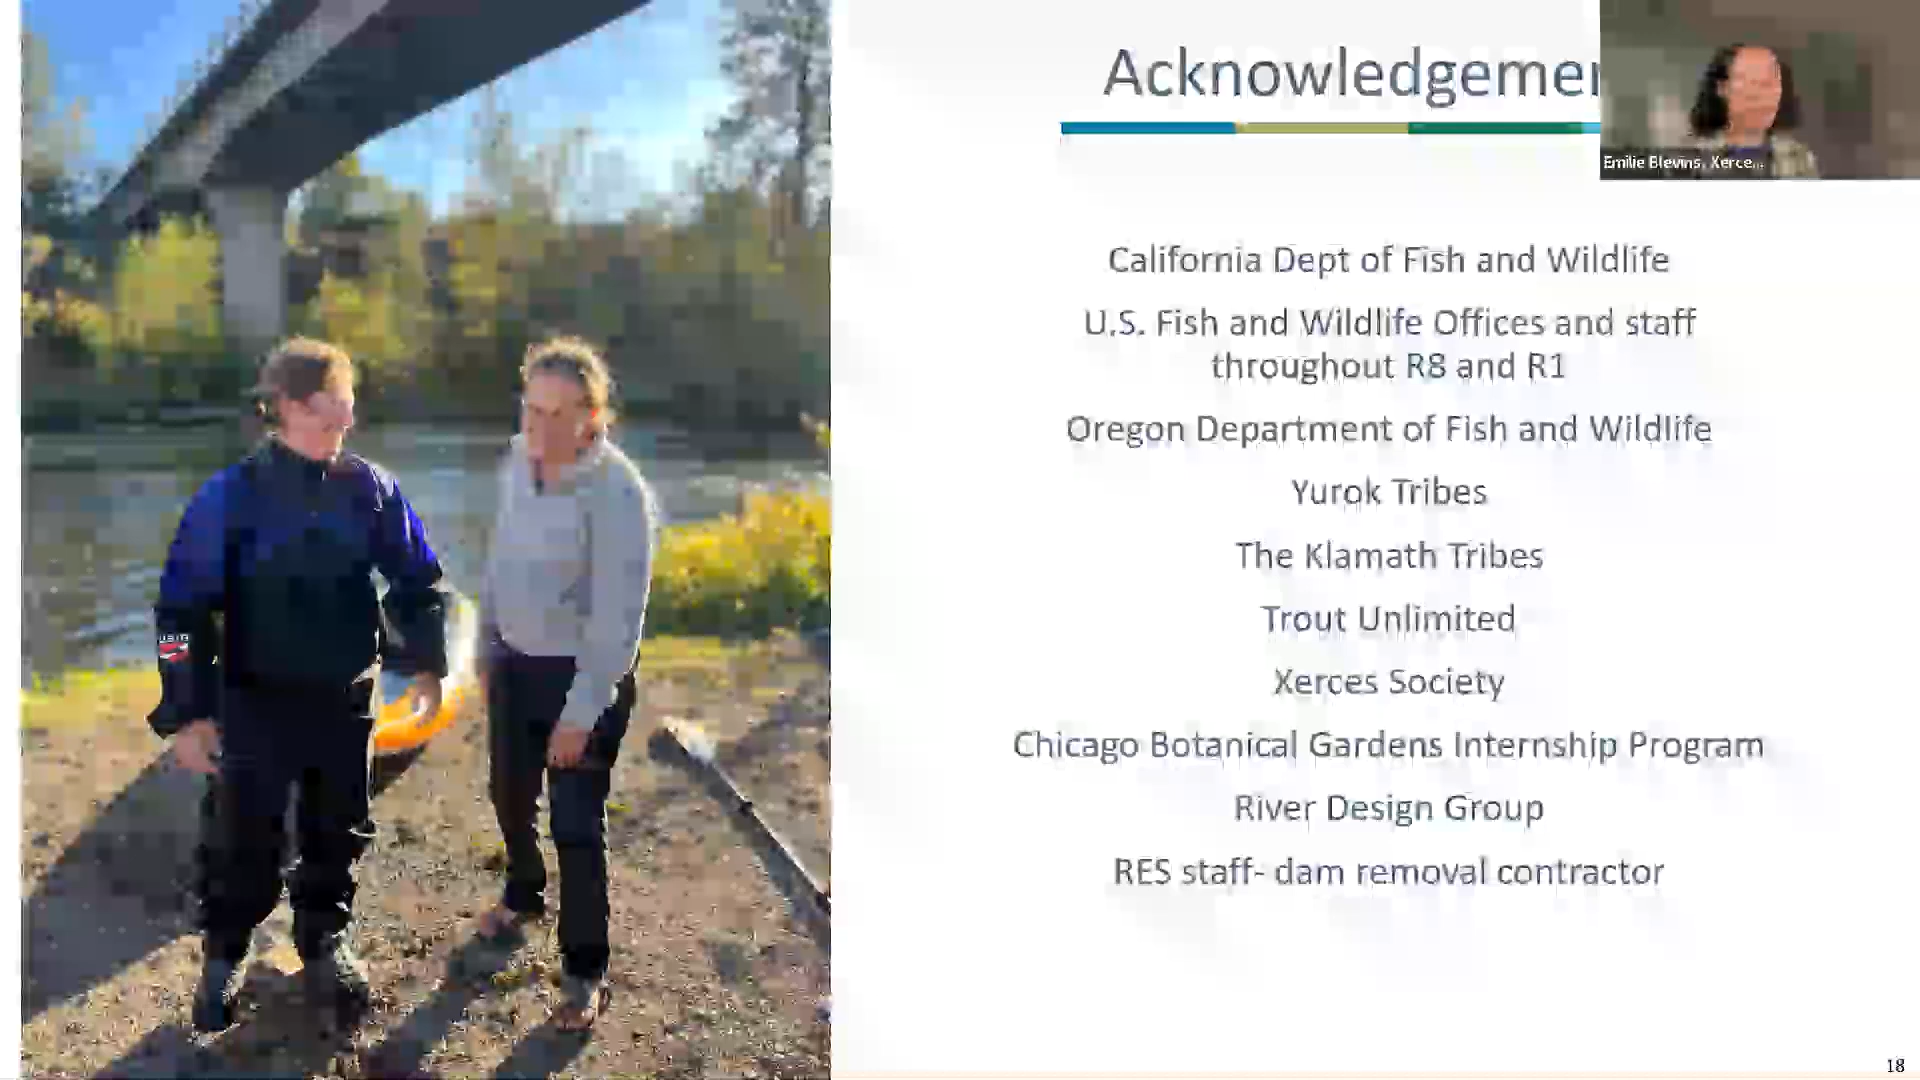 Acknowledgemen
Emilie Blevins, Xerce...
California Dept of Fish and Wildlife
U.S. Fish and Wildlife Offices and staff
throughout R8 and R1
Oregon Department of Fish and Wildlife
Yurok Tribes
The Klamath Tribes
Trout Unlimited
Xerces Society
Chicago Botanical Gardens Internship Program
River Design Group
RES staff- dam removal contractor
18